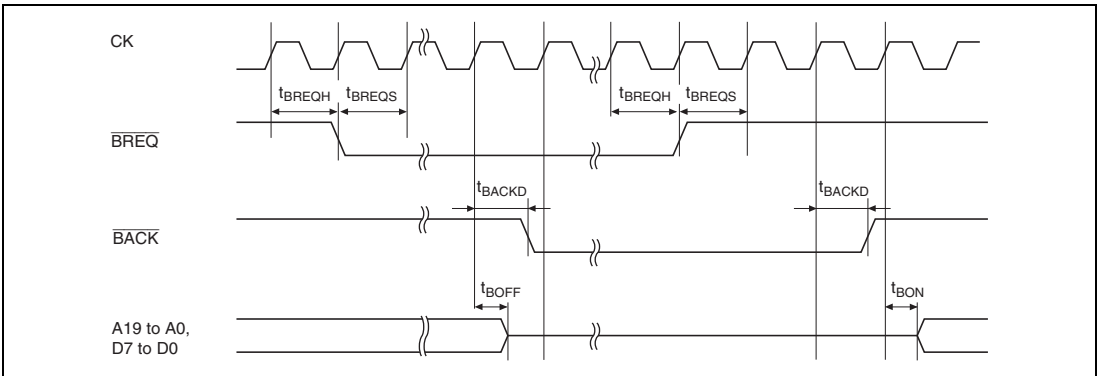 CK
tBREQH tBREQS tBREQH tBREQS
BREQ
tBACKD tBACKD
BACK
tBOFF tBON
A19 to A0,
D7 to D0